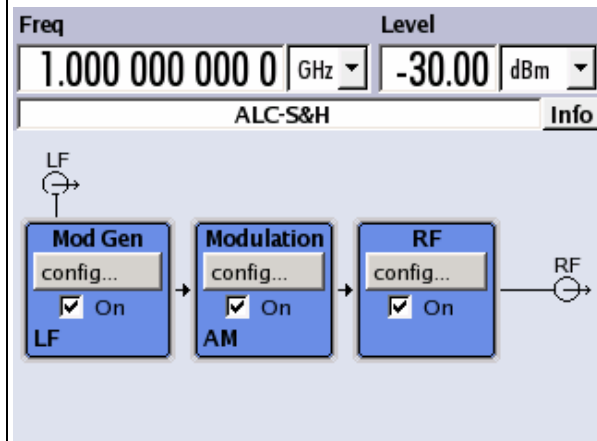 Freq Level
1.000 000 000 0 GHz -30.00 dBm
ALC-S&H Info
LF
Mod Gen Modulation RF
config... config... config... RF
On On On
LF AM